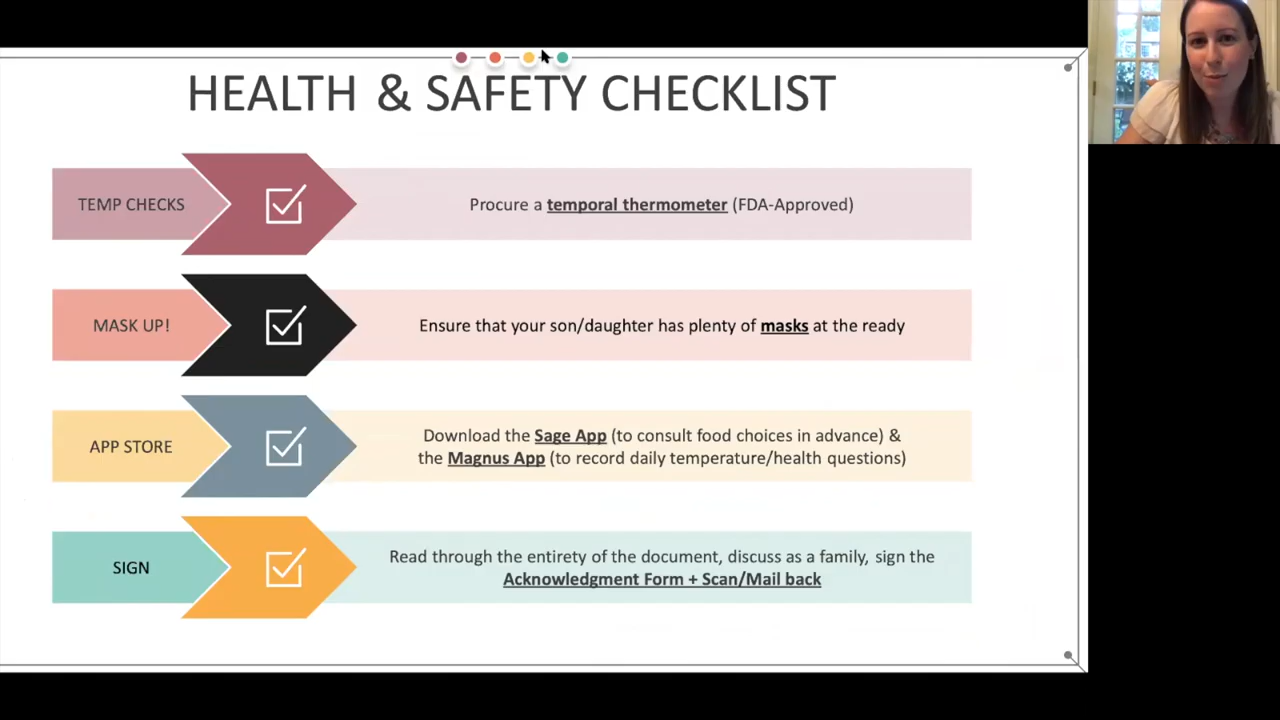 HEALTH & SAFETY CHECKLIST
TEMP CHECKS
Procure a temporal thermometer (FDA-Approved)
MASK UP!
Ensure that your son/daughter has plenty of masks at the ready
APP STORE
Download the Sage App (to consult food choices in advance) &
the Magnus App (to record daily temperature/health questions)
SIGN
Read through the entirety of the document, discuss as a family, sign the
Acknowledgment Form + Scan/Mail back